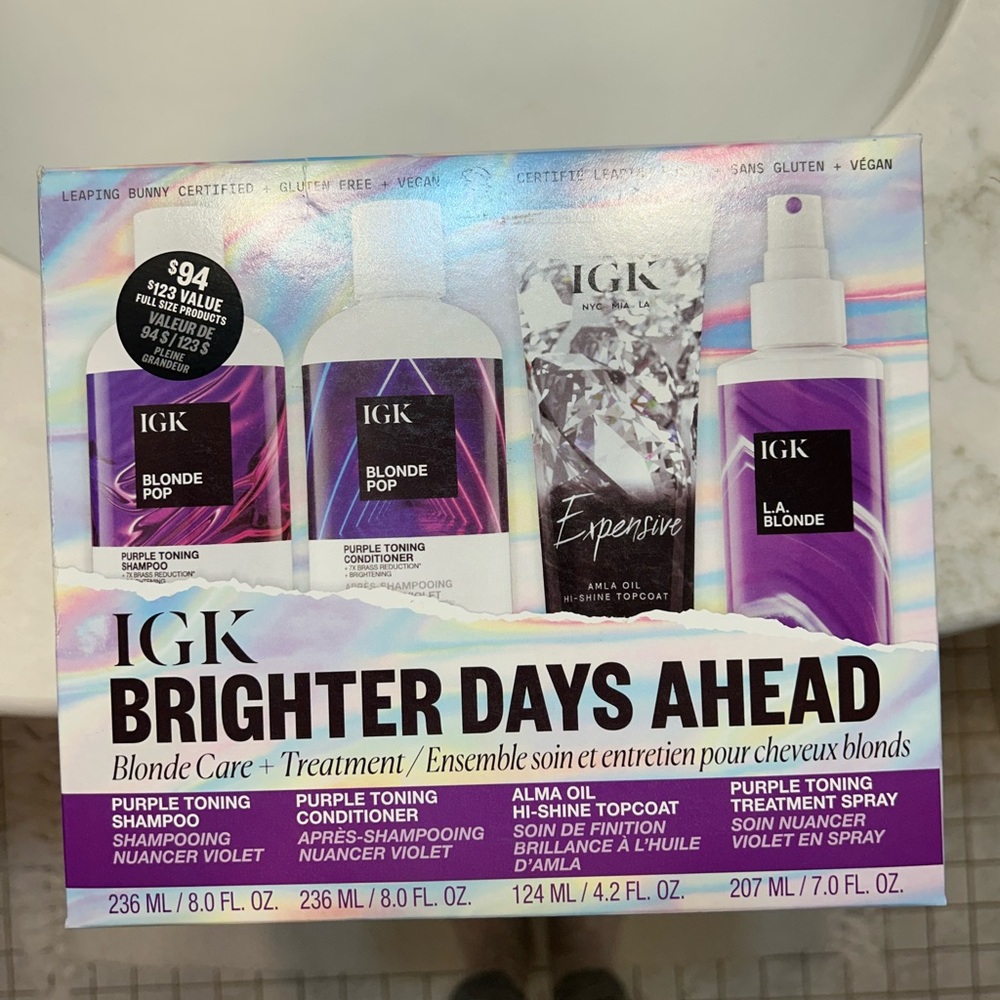 LEAPING BUNNY CERTIFIED + GLUTEN FREE + VEGAN
CERTIFIÉ SANS GLUTEN + VÉGAN
$94
$123 VALUE
FULL SIZE PRODUCTS
VALEUR DE
94 $ / 123 $
PLEINE
GRANDEUR
IGK
BLONDE
POP
PURPLE TONING
SHAMPOO
+ 7X BRASS REDUCTION*
IGK
BLONDE
POP
PURPLE TONING
CONDITIONER
+ 7X BRASS REDUCTION*
+ BRIGHTENING
APRÈS-SHAMPOOING
IGK
NYC MIA LA
Expensive
AMLA OIL
HI-SHINE TOPCOAT
IGK
L.A.
BLONDE
IGK
BRIGHTER DAYS AHEAD
Blonde Care + Treatment / Ensemble soin et entretien pour cheveux blonds
PURPLE TONING
SHAMPOO
SHAMPOOING
NUANCER VIOLET
236 ML / 8.0 FL. OZ.
PURPLE TONING
CONDITIONER
APRÈS-SHAMPOOING
NUANCER VIOLET
236 ML / 8.0 FL. OZ.
ALMA OIL
HI-SHINE TOPCOAT
SOIN DE FINITION
BRILLANCE À L'HUILE
D'AMLA
124 ML / 4.2 FL. OZ.
PURPLE TONING
TREATMENT SPRAY
SOIN NUANCER
VIOLET EN SPRAY
207 ML / 7.0 FL. OZ.